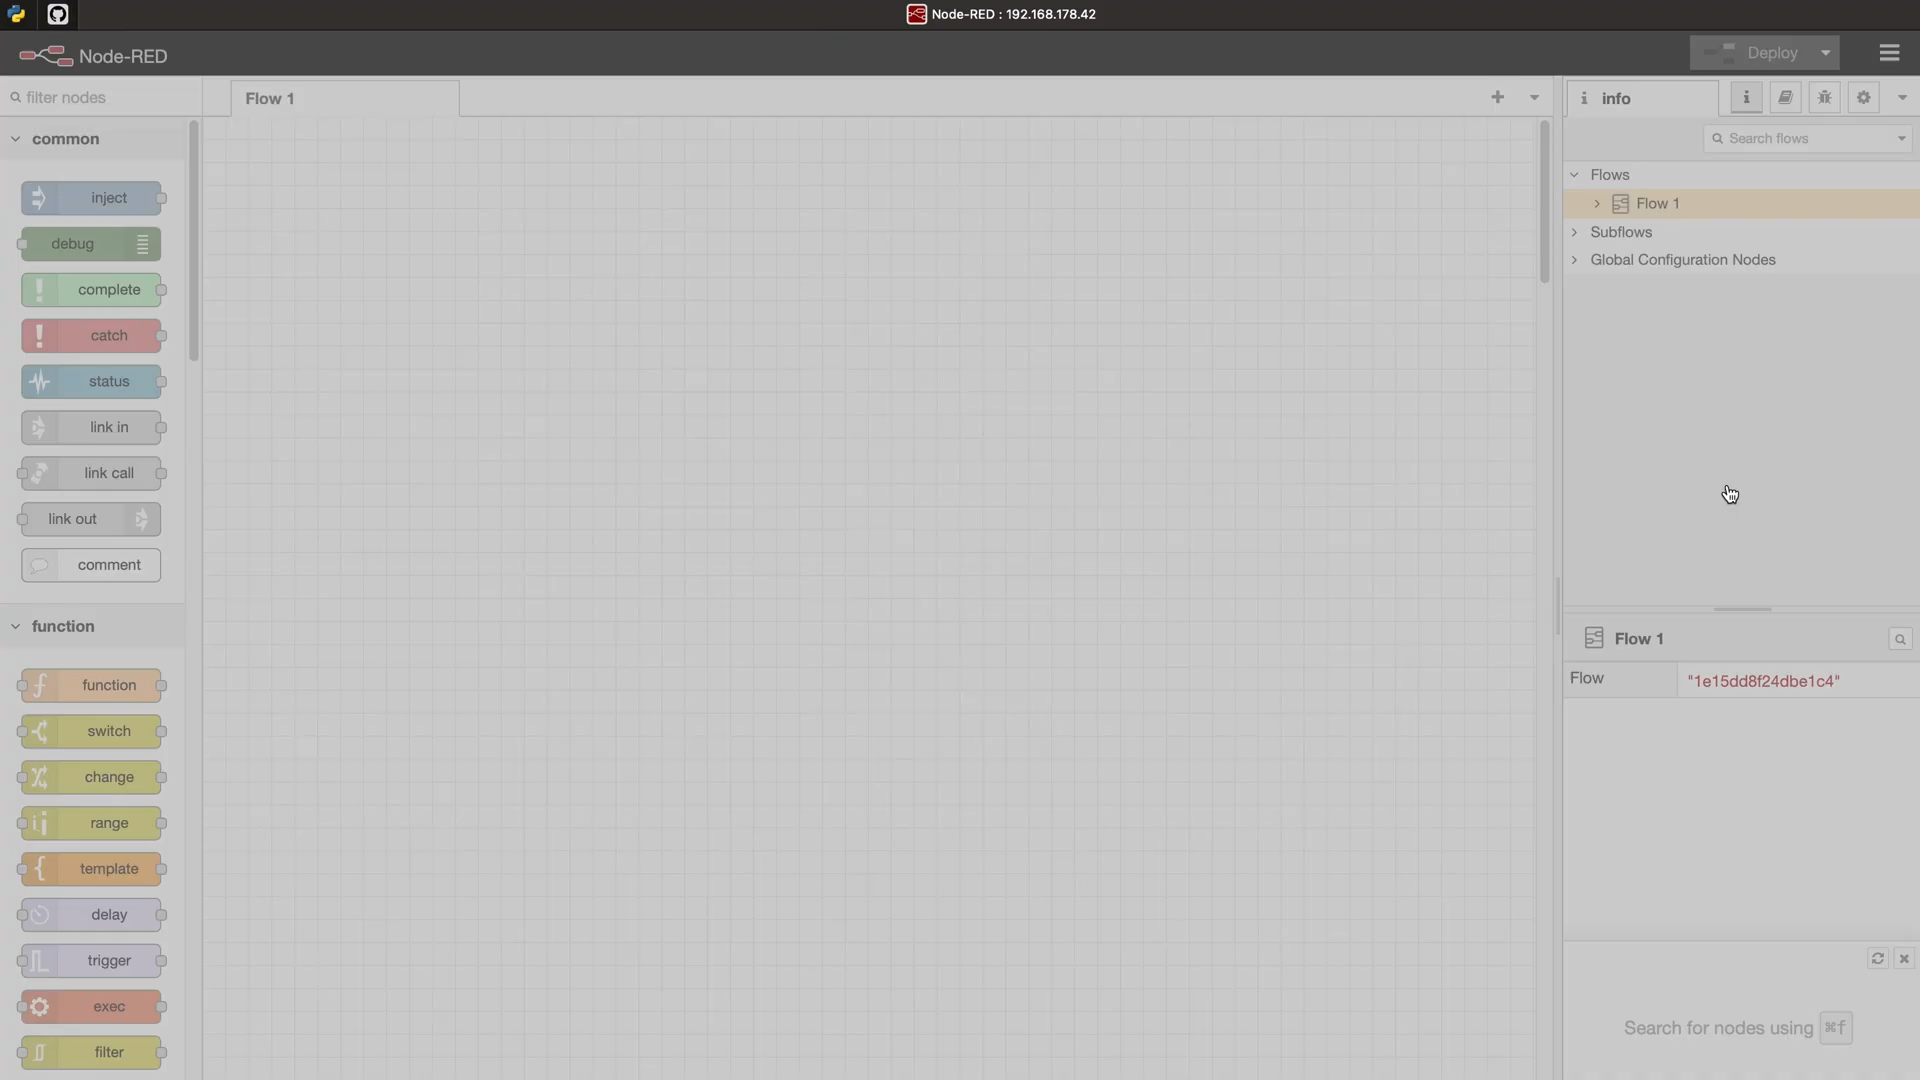 Node-RED : 192.168.178.42
Node-RED
Deploy
filter nodes
Flow 1
info
common
Search flows
inject
debug
complete
catch
status
link in
link call
link out
comment
function
function
switch
change
range
template
delay
trigger
exec
filter
Flows
Flow 1
Subflows
Global Configuration Nodes
Flow 1
Flow "1e15dd8f24dbe1c4"
Search for nodes using ⌘f